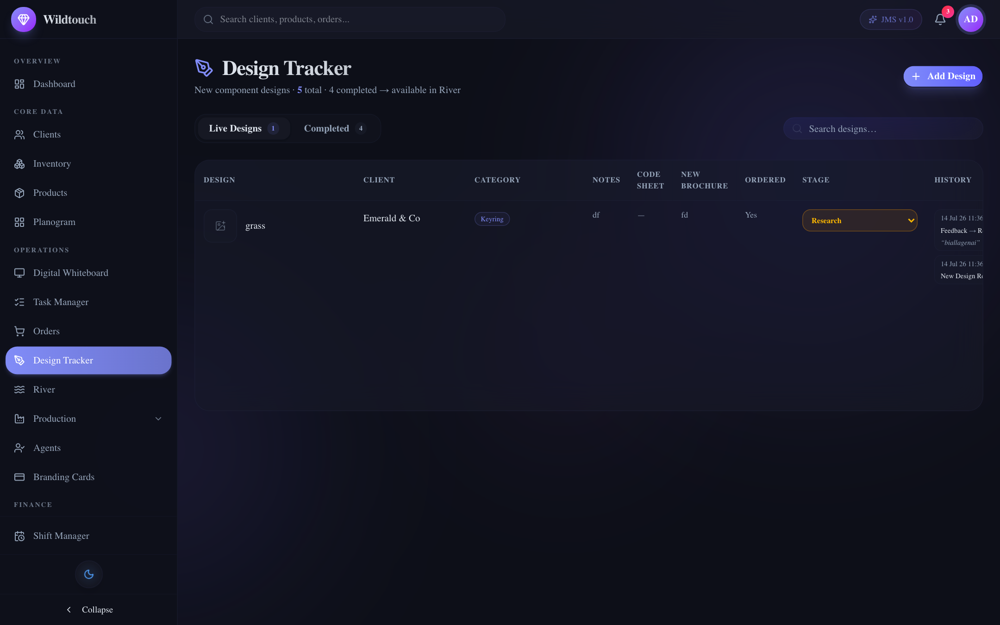 Wildtouch
Search clients, products, orders...
JMS v1.0
3
AD
OVERVIEW
Dashboard
CORE DATA
Clients
Inventory
Products
Planogram
OPERATIONS
Digital Whiteboard
Task Manager
Orders
Design Tracker
River
Production
Agents
Branding Cards
FINANCE
Shift Manager
Collapse
Design Tracker
New component designs · 5 total · 4 completed → available in River
Add Design
Live Designs 1
Completed 4
Search designs…
DESIGN
CLIENT
CATEGORY
NOTES
CODE SHEET
NEW BROCHURE
ORDERED
STAGE
HISTORY
grass
Emerald & Co
Keyring
df
—
fd
Yes
Research
14 Jul 26 11:36
Feedback → R
“biallagenai”
14 Jul 26 11:36
New Design R